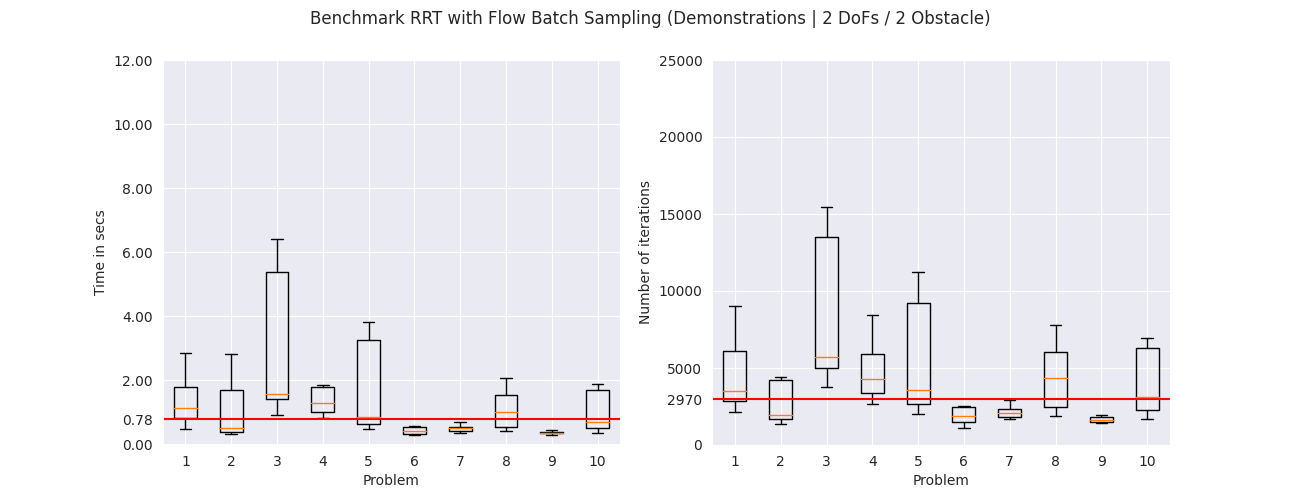 Benchmark RRT with Flow Batch Sampling (Demonstrations | 2 DoFs / 2 Obstacle)
12.00
10.00
8.00
6.00
4.00
2.00
0.78
0.00
Time in secs
1 2 3 4 5 6 7 8 9 10
Problem
25000
20000
15000
10000
5000
2970
0
Number of iterations
1 2 3 4 5 6 7 8 9 10
Problem